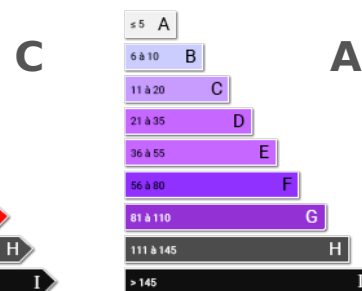 C
A
≤ 5 A
6 à 10 B
11 à 20 C
21 à 35 D
36 à 55 E
56 à 80 F
81 à 110 G
H
111 à 145 H
I
> 145